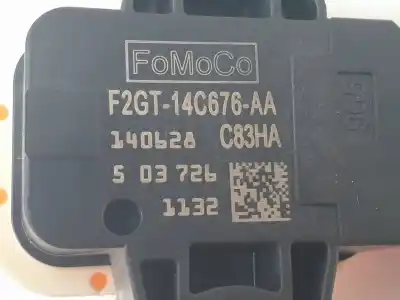 FoMoCo
F2GT-14C676-AA
140628 C83HA
5 03 726
1132